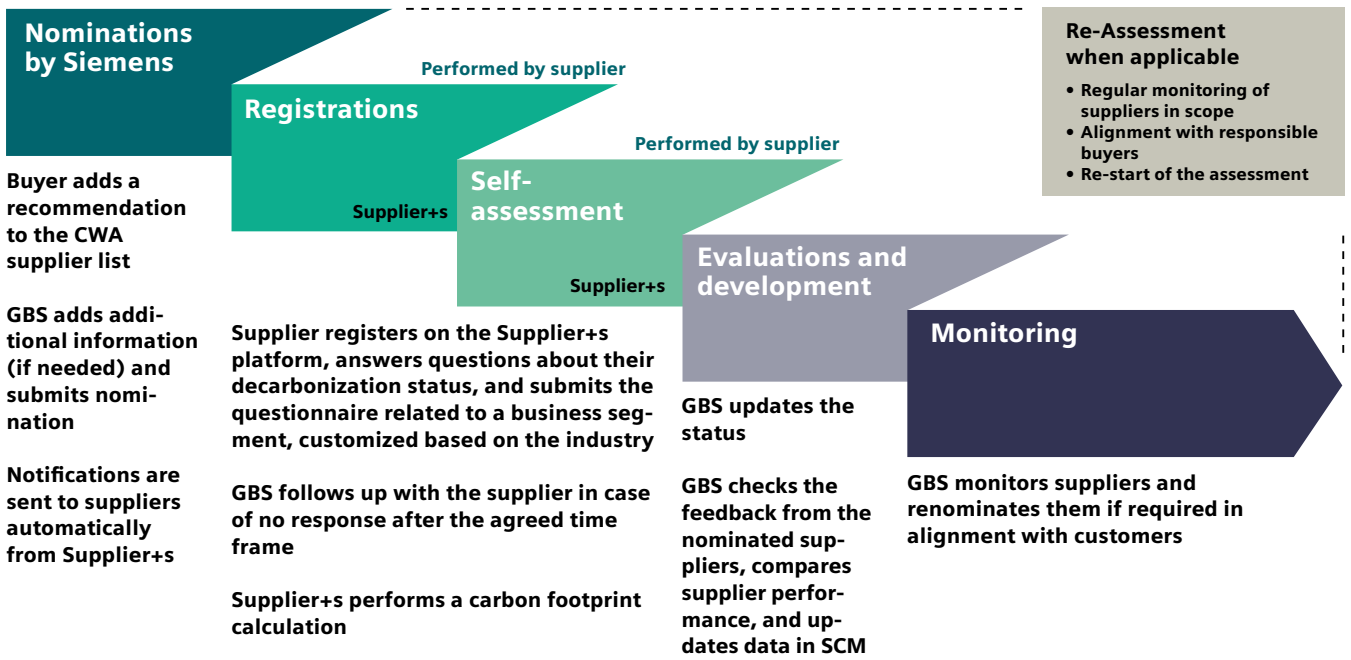 Nominations
by Siemens
Buyer adds a
recommendation
to the CWA
supplier list
GBS adds addi-
tional information
(if needed) and
submits nomi-
nation
Notifications are
sent to suppliers
automatically
from Supplier+s
Performed by supplier
Registrations
Supplier+s
Performed by supplier
Self-
assessment
Supplier+s
Supplier registers on the Supplier+s
platform, answers questions about their
decarbonization status, and submits the
questionnaire related to a business seg-
ment, customized based on the industry
GBS follows up with the supplier in case
of no response after the agreed time
frame
Supplier+s performs a carbon footprint
calculation
Evaluations and
development
GBS updates the
status
GBS checks the
feedback from the
nominated sup-
pliers, compares
supplier perfor-
mance, and up-
dates data in SCM
Monitoring
GBS monitors suppliers and
renominates them if required in
alignment with customers
Re-Assessment
when applicable
• Regular monitoring of
suppliers in scope
• Alignment with responsible
buyers
• Re-start of the assessment